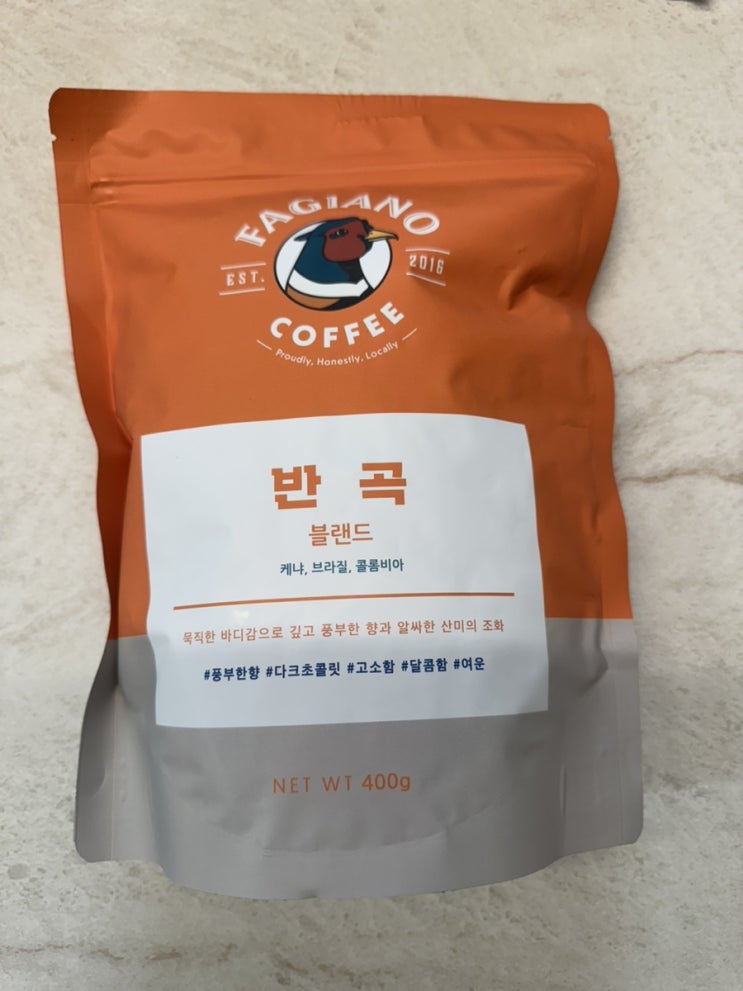 FAGIANO
EST. 2016
COFFEE
Proudly, Honestly, Locally
반 곡
블랜드
케냐, 브라질, 콜롬비아
묵직한 바디감으로 깊고 풍부한 향과 알싸한 산미의 조화
#풍부한향 #다크초콜릿 #고소함 #달콤함 #여운
NET WT 400g